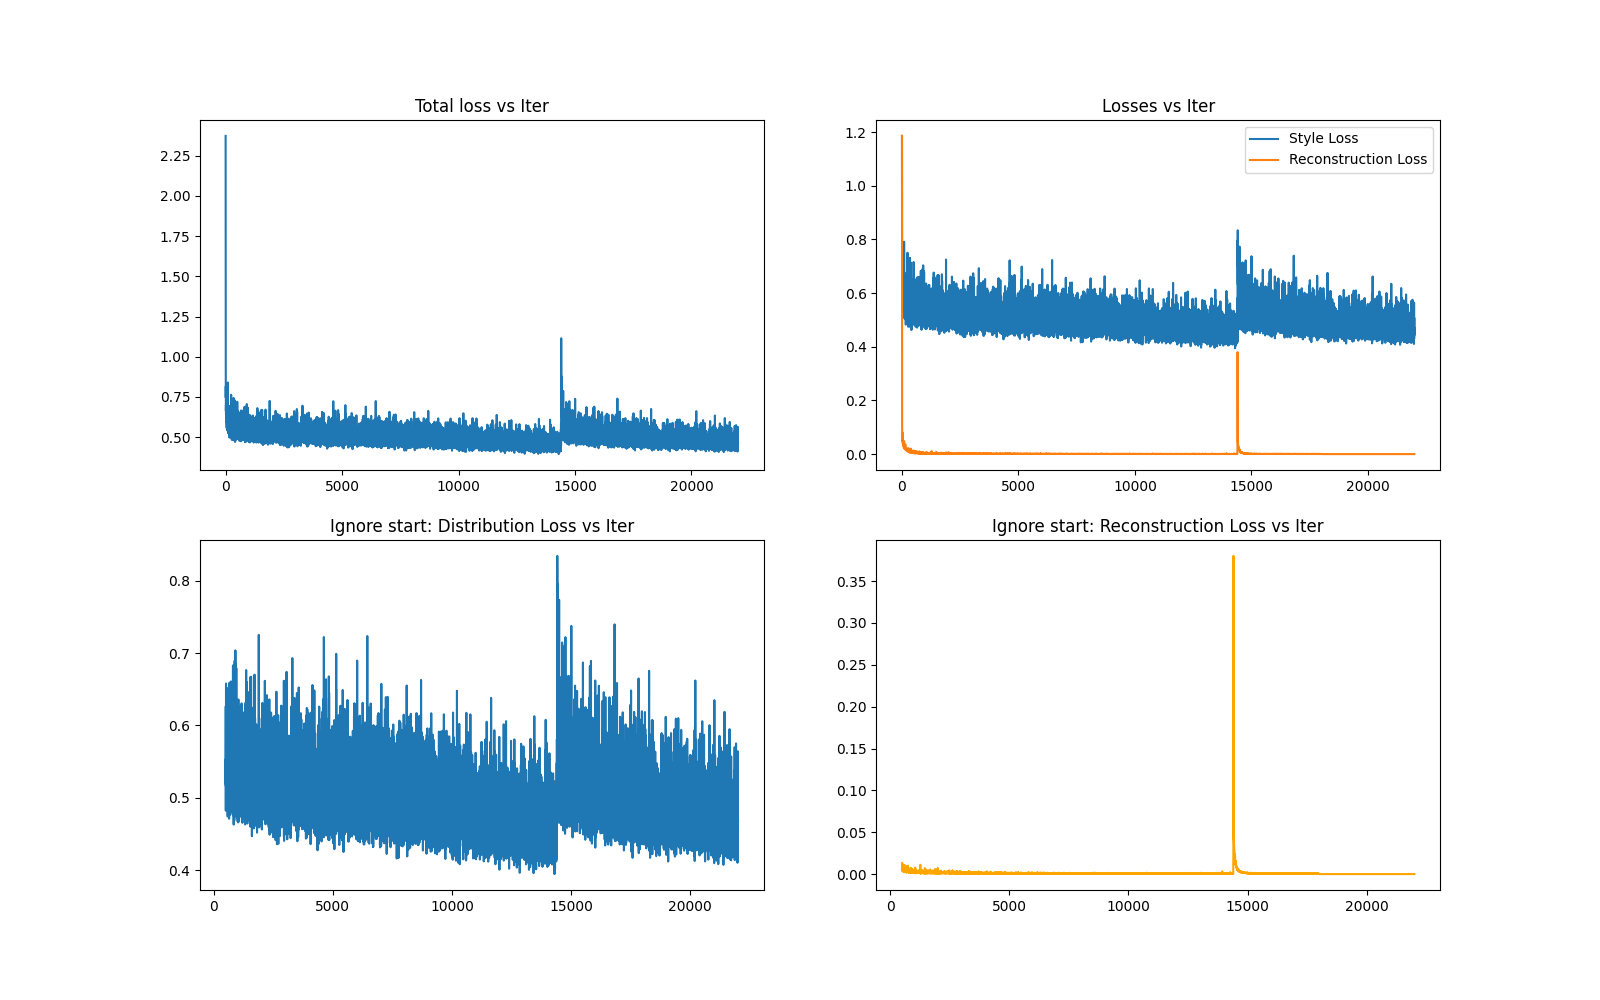 Total loss vs Iter
2.25
2.00
1.75
1.50
1.25
1.00
0.75
0.50
0 5000 10000 15000 20000
Losses vs Iter
Style Loss
Reconstruction Loss
1.2
1.0
0.8
0.6
0.4
0.2
0.0
0 5000 10000 15000 20000
Ignore start: Distribution Loss vs Iter
0.8
0.7
0.6
0.5
0.4
0 5000 10000 15000 20000
Ignore start: Reconstruction Loss vs Iter
0.35
0.30
0.25
0.20
0.15
0.10
0.05
0.00
0 5000 10000 15000 20000